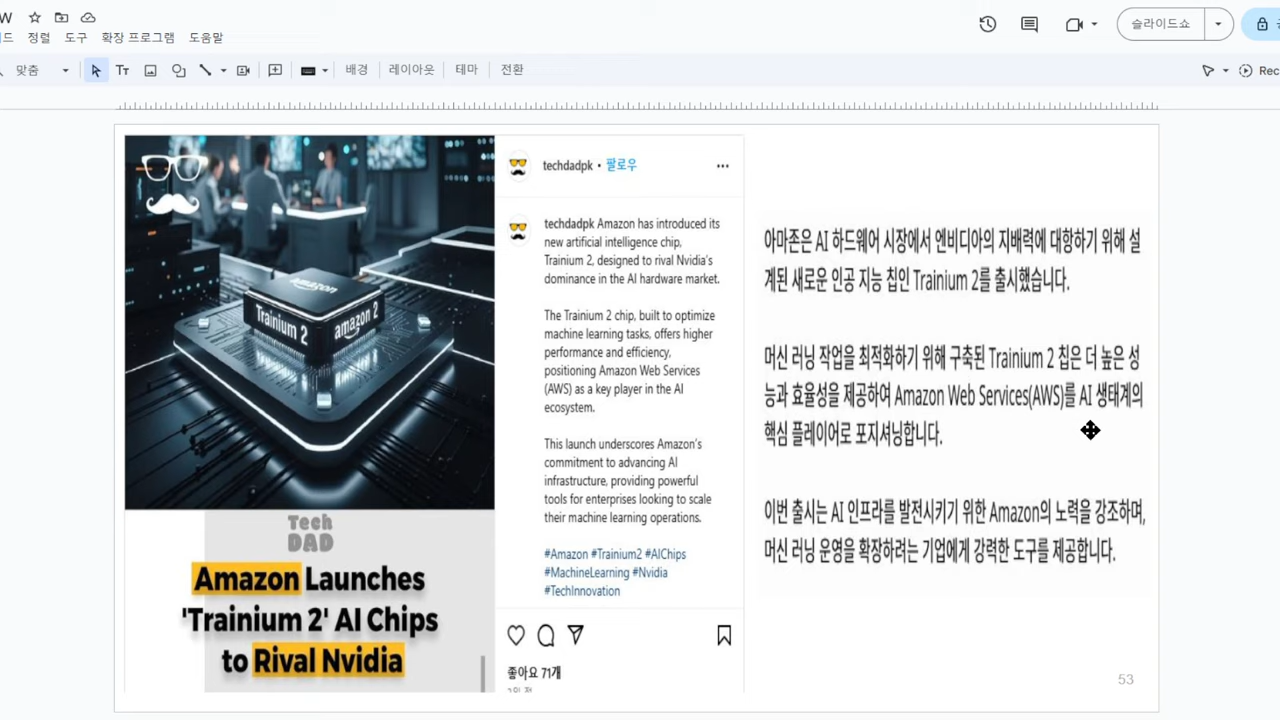 W
드 정렬 도구 확장 프로그램 도움말
슬라이드쇼
맞춤
Tт
배경 레이아웃 테마 전환
Rec
amazon
Trainium 2
amazon 2
Tech
DAD
Amazon Launches
'Trainium 2' AI Chips
to Rival Nvidia
techdadpk • 팔로우
techdadpk Amazon has introduced its
new artificial intelligence chip,
Trainium 2, designed to rival Nvidia's
dominance in the AI hardware market.
The Trainium 2 chip, built to optimize
machine learning tasks, offers higher
performance and efficiency,
positioning Amazon Web Services
(AWS) as a key player in the AI
ecosystem.
This launch underscores Amazon's
commitment to advancing AI
infrastructure, providing powerful
tools for enterprises looking to scale
their machine learning operations.
#Amazon #Trainium2 #AIChips
#MachineLearning #Nvidia
#TechInnovation
좋아요 71개
아마존은 AI 하드웨어 시장에서 엔비디아의 지배력에 대항하기 위해 설
계된 새로운 인공 지능 칩인 Trainium 2를 출시했습니다.
머신 러닝 작업을 최적화하기 위해 구축된 Trainium 2 칩은 더 높은 성
능과 효율성을 제공하여 Amazon Web Services(AWS)를 AI 생태계의
핵심 플레이어로 포지셔닝합니다.
이번 출시는 AI 인프라를 발전시키기 위한 Amazon의 노력을 강조하며,
머신 러닝 운영을 확장하려는 기업에게 강력한 도구를 제공합니다.
53